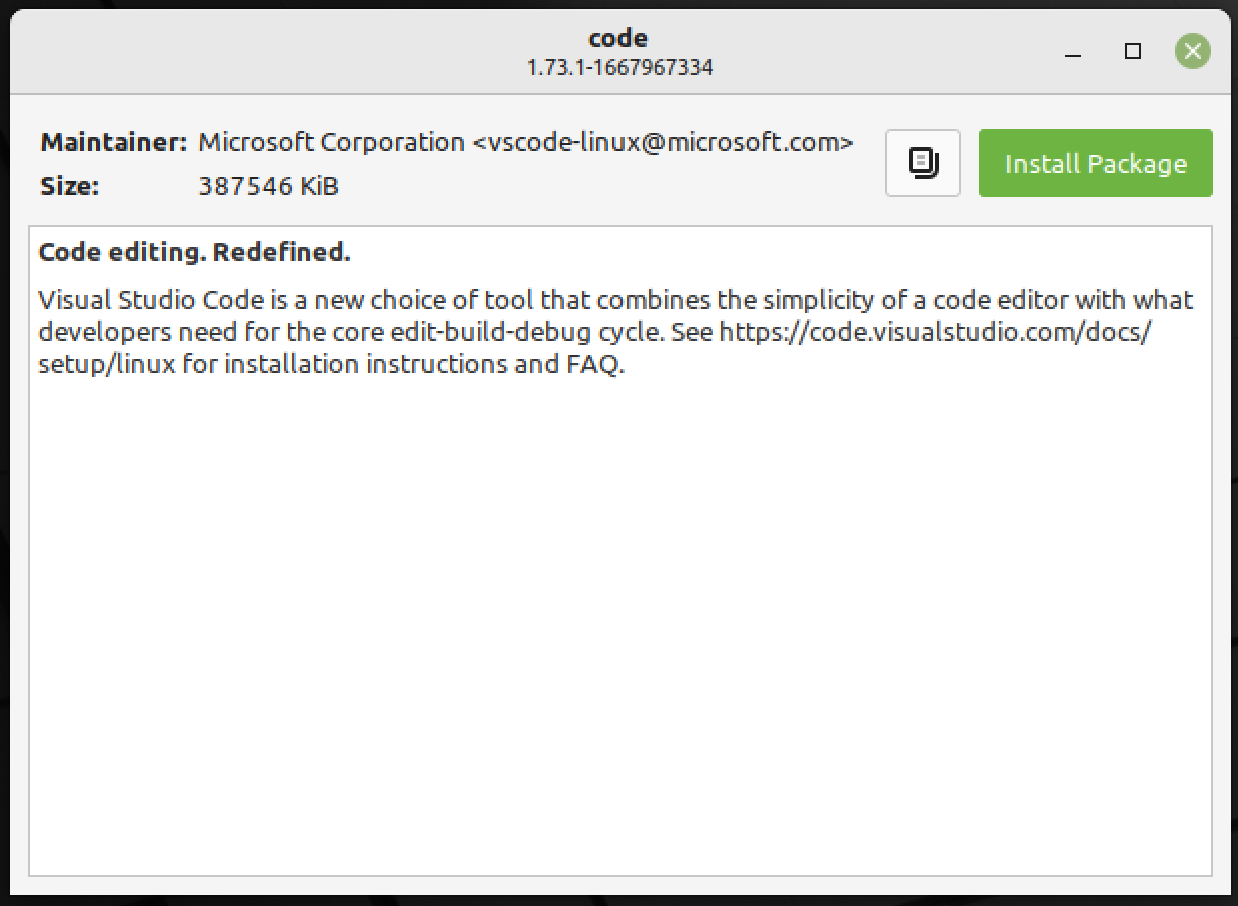 code
1.73.1-1667967334
Maintainer: Microsoft Corporation <vscode-linux@microsoft.com>
Install Package
Size: 387546 KiB
Code editing. Redefined.
Visual Studio Code is a new choice of tool that combines the simplicity of a code editor with what
developers need for the core edit-build-debug cycle. See https://code.visualstudio.com/docs/
setup/linux for installation instructions and FAQ.